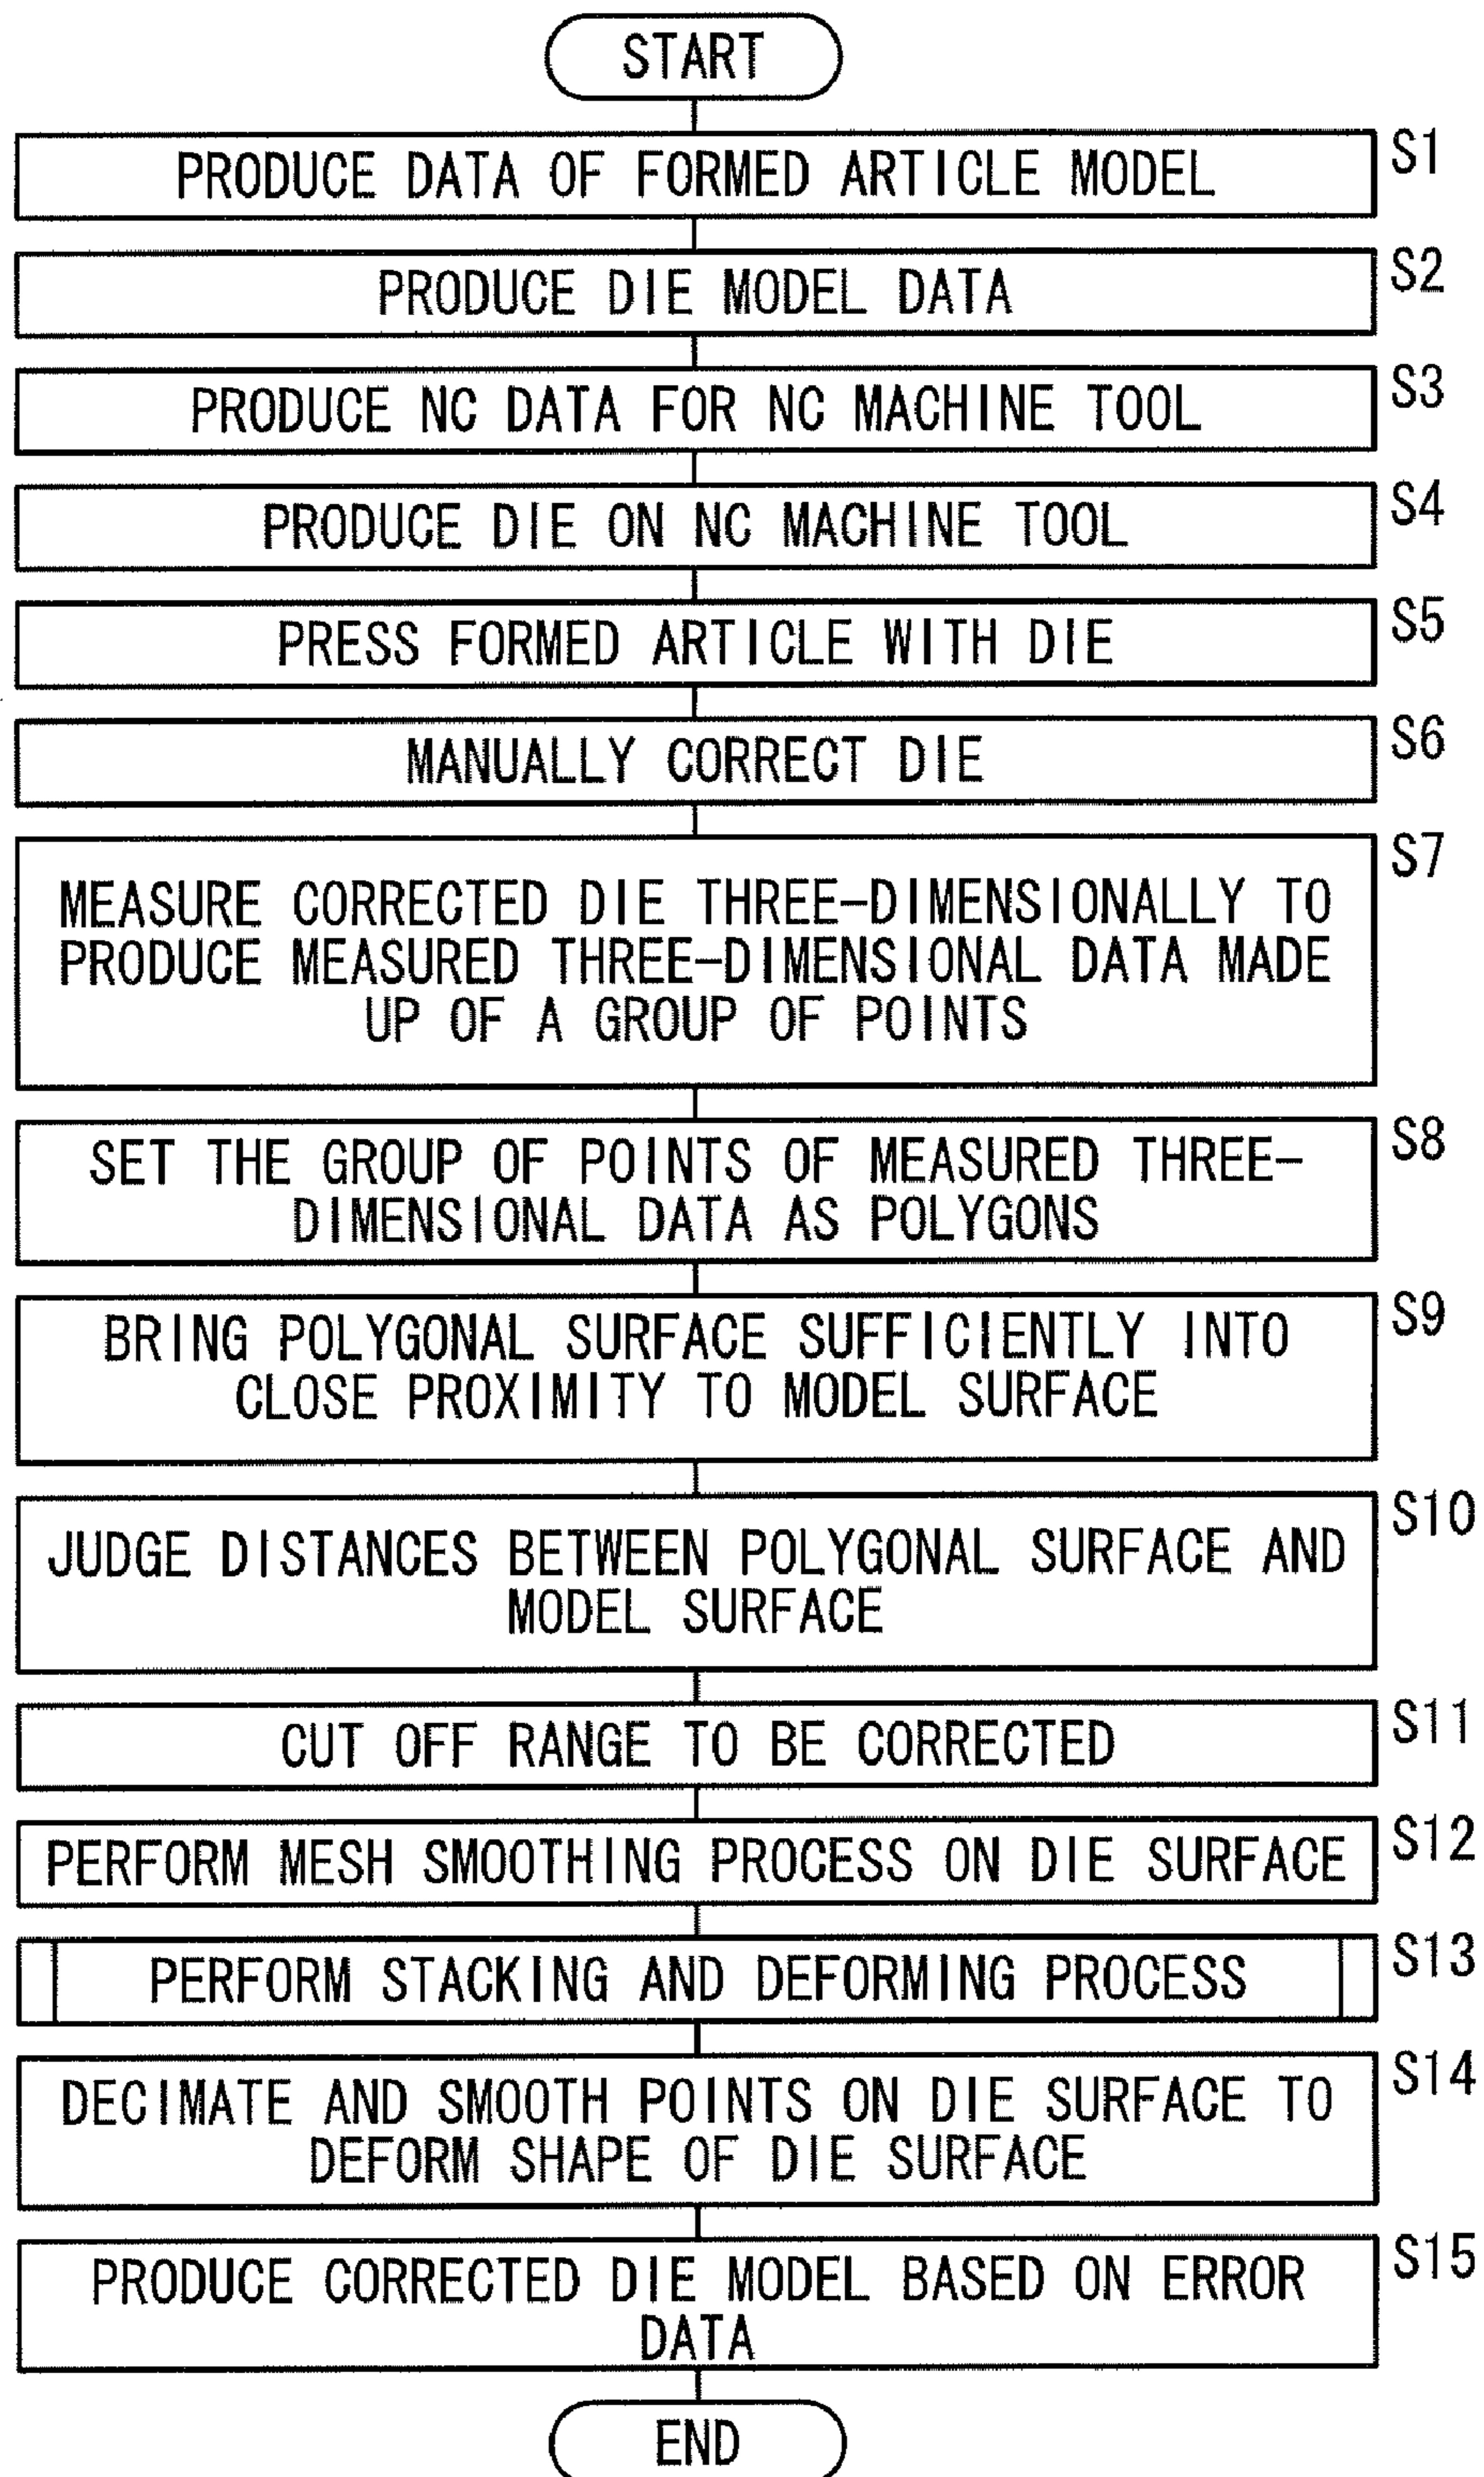 START
PRODUCE DATA OF FORMED ARTICLE MODEL
S1
PRODUCE DIE MODEL DATA
S2
PRODUCE NC DATA FOR NC MACHINE TOOL
S3
PRODUCE DIE ON NC MACHINE TOOL
S4
PRESS FORMED ARTICLE WITH DIE
S5
MANUALLY CORRECT DIE
S6
MEASURE CORRECTED DIE THREE-DIMENSIONALLY TO
PRODUCE MEASURED THREE-DIMENSIONAL DATA MADE
UP OF A GROUP OF POINTS
S7
SET THE GROUP OF POINTS OF MEASURED THREE-
DIMENSIONAL DATA AS POLYGONS
S8
BRING POLYGONAL SURFACE SUFFICIENTLY INTO
CLOSE PROXIMITY TO MODEL SURFACE
S9
JUDGE DISTANCES BETWEEN POLYGONAL SURFACE AND
MODEL SURFACE
S10
CUT OFF RANGE TO BE CORRECTED
S11
PERFORM MESH SMOOTHING PROCESS ON DIE SURFACE
S12
PERFORM STACKING AND DEFORMING PROCESS
S13
DECIMATE AND SMOOTH POINTS ON DIE SURFACE TO
DEFORM SHAPE OF DIE SURFACE
S14
PRODUCE CORRECTED DIE MODEL BASED ON ERROR
DATA
S15
END